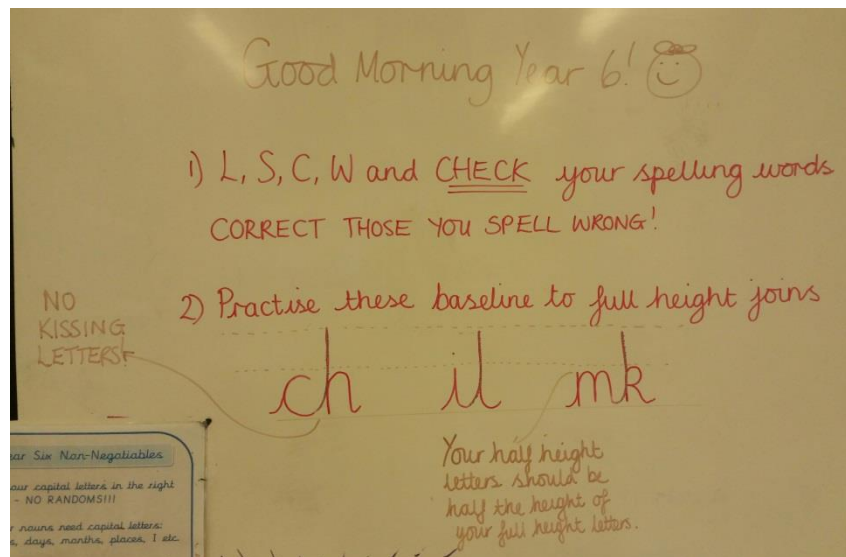 Good Morning Year 6!
1) L, S, C, W and CHECK your spelling words
CORRECT THOSE YOU SPELL WRONG!
2) Practise these baseline to full height joins
NO
KISSING
LETTERS!
ch il mk
Your half height
letters should be
half the height of
your full height letters.
Six Non-Negotiables
capital letters in the right
- NO RANDOMS!!!
nouns need capital letters:
days, months, places, I etc.